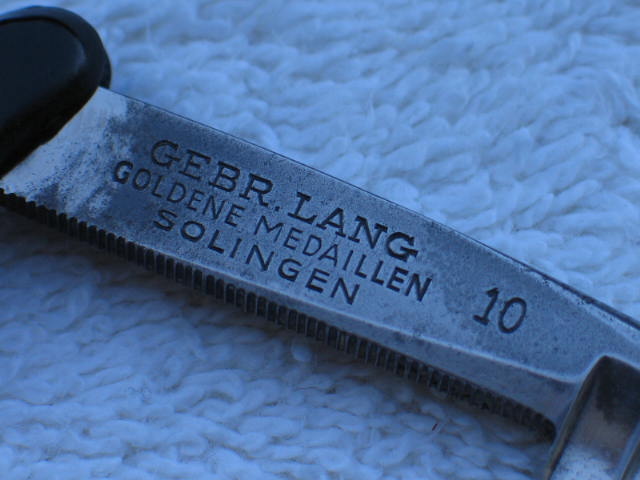 GEBR. LANG
GOLDENE MEDAILLEN
SOLINGEN
10